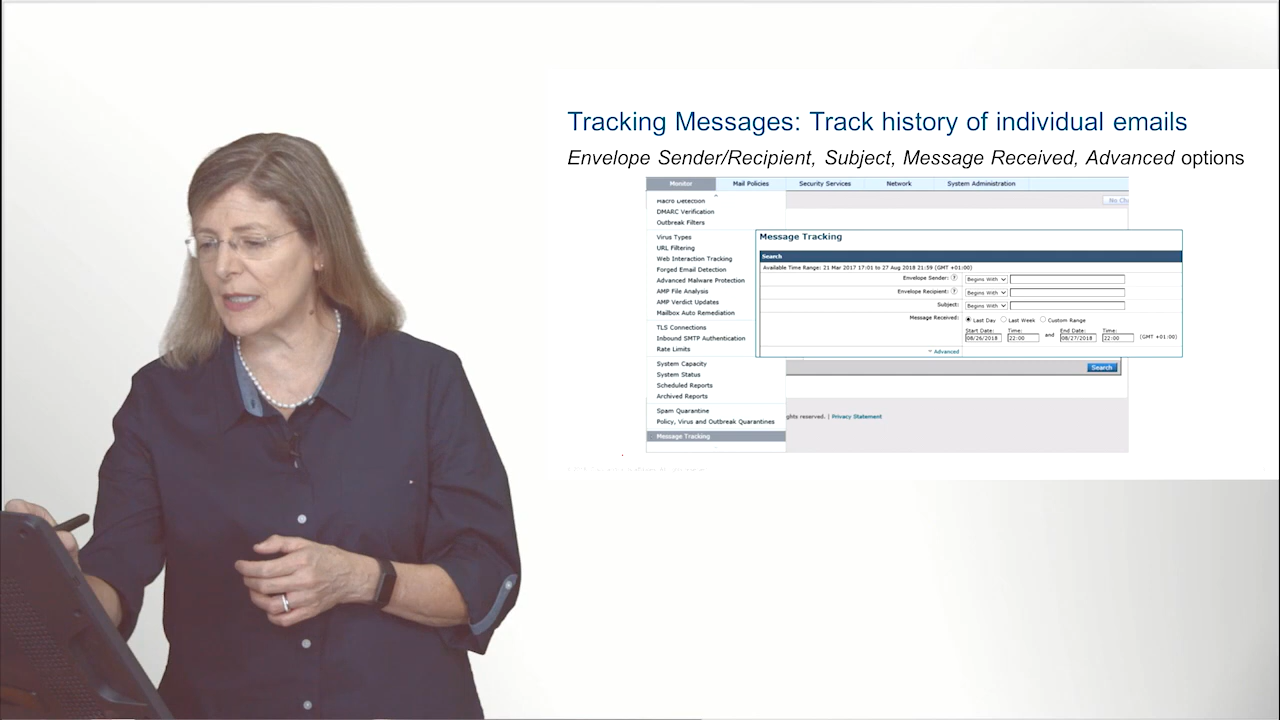 Tracking Messages: Track history of individual emails
Envelope Sender/Recipient, Subject, Message Received, Advanced options
Monitor Mail Policies Security Services Network System Administration
Macro Detection
No Ch
DMARC Verification
Outbreak Filters
Virus Types
URL Filtering
Web Interaction Tracking
Forged Email Detection
Advanced Malware Protection
AMP File Analysis
AMP Verdict Updates
Mailbox Auto Remediation
TLS Connections
Inbound SMTP Authentication
Rate Limits
System Capacity
System Status
Scheduled Reports
Archived Reports
Spam Quarantine
Policy, Virus and Outbreak Quarantines
Message Tracking
Message Tracking
Search
Available Time Range: 21 Mar 2017 17:01 to 27 Aug 2018 21:59 (GMT +01:00)
Envelope Sender: ? Begins With
Envelope Recipient: ? Begins With
Subject: Begins With
Message Received: Last Day Last Week Custom Range
Start Date: Time: End Date: Time:
08/26/2018 22:00 and 08/27/2018 22:00 (GMT +01:00)
Advanced
Search
ghts reserved. | Privacy Statement